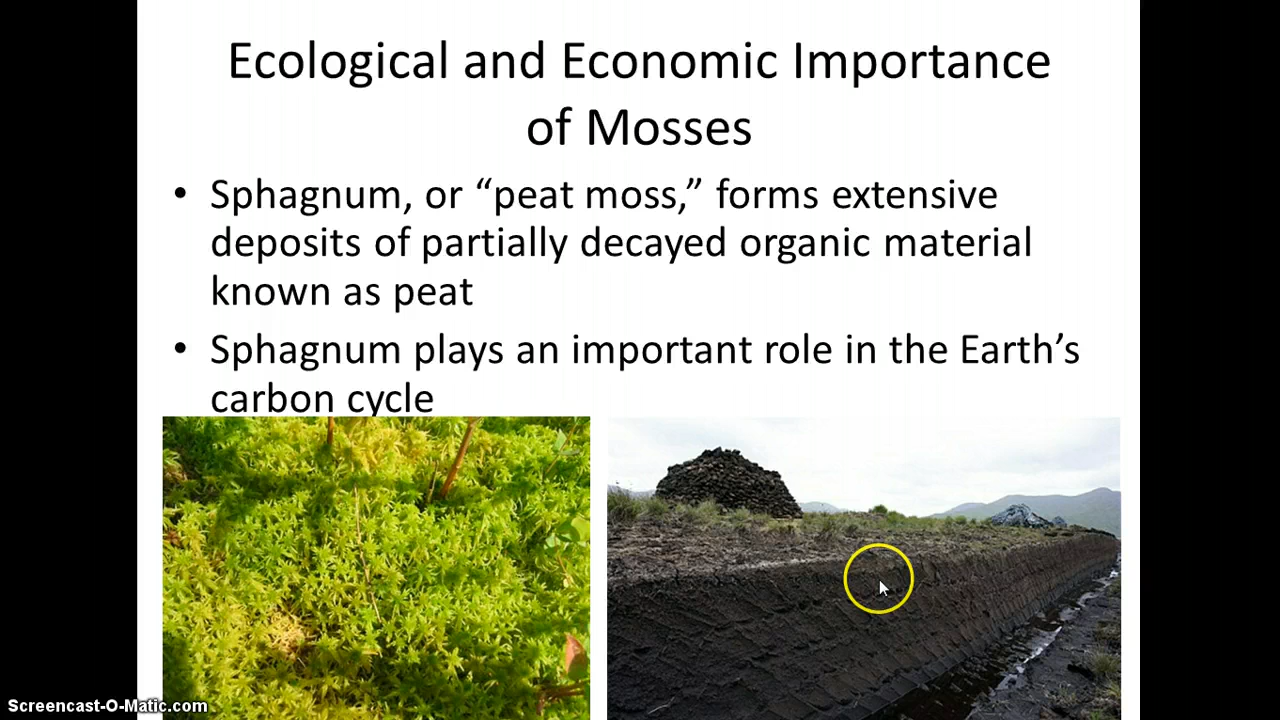 Ecological and Economic Importance
of Mosses
• Sphagnum, or “peat moss,” forms extensive
deposits of partially decayed organic material
known as peat
• Sphagnum plays an important role in the Earth’s
carbon cycle
Screencast-O-Matic.com